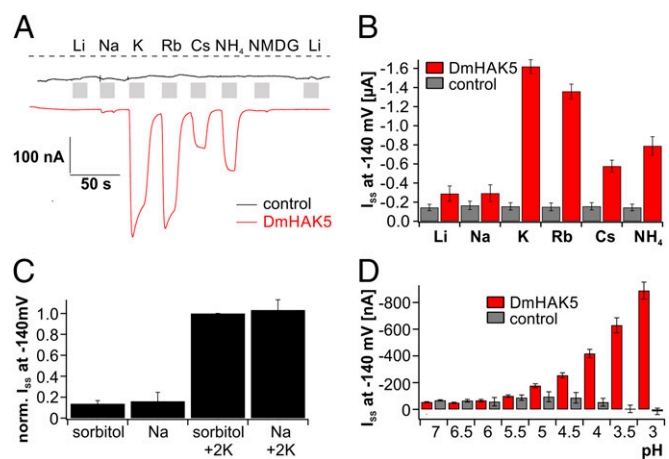 A
Li Na K Rb Cs NH₄ NMDG Li
100 nA
50 s
control
DmHAK5
B
DmHAK5
control
Iss at -140 mV [µA]
-1.6
-1.4
-1.2
-1.0
-0.8
-0.6
-0.4
-0.2
0.0
Li Na K Rb Cs NH₄
C
norm. Iss at -140mV
1.0
0.8
0.6
0.4
0.2
0
sorbitol Na sorbitol +2K Na +2K
D
DmHAK5
control
Iss at -140 mV [nA]
-800
-600
-400
-200
0
7 6.5 6 5.5 5 4.5 4 3.5 3
pH